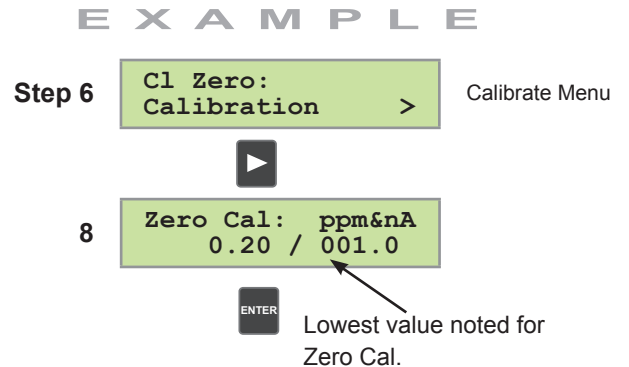 EXAMPLE
Step 6
Cl Zero:
Calibration >
Calibrate Menu
8
Zero Cal: ppm&nA
0.20 / 001.0
ENTER
Lowest value noted for
Zero Cal.